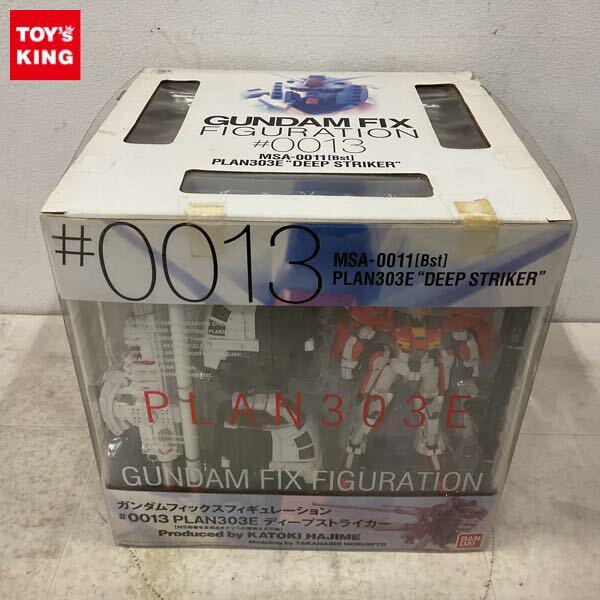 TOY's
KING
GUNDAM FIX
FIGURATION
#0013
MSA-0011[Bst]
PLAN303E "DEEP STRIKER"
#0013
MSA-0011[Bst]
PLAN303E "DEEP STRIKER"
PLAN303E
GUNDAM FIX FIGURATION
ガンダムフィックスフィギュレーション
#0013 PLAN303E ディープストライカー
Produced by KATOKI HAJIME
Modeling by TAKAHASHI NOBUHITO
BAN
DAI